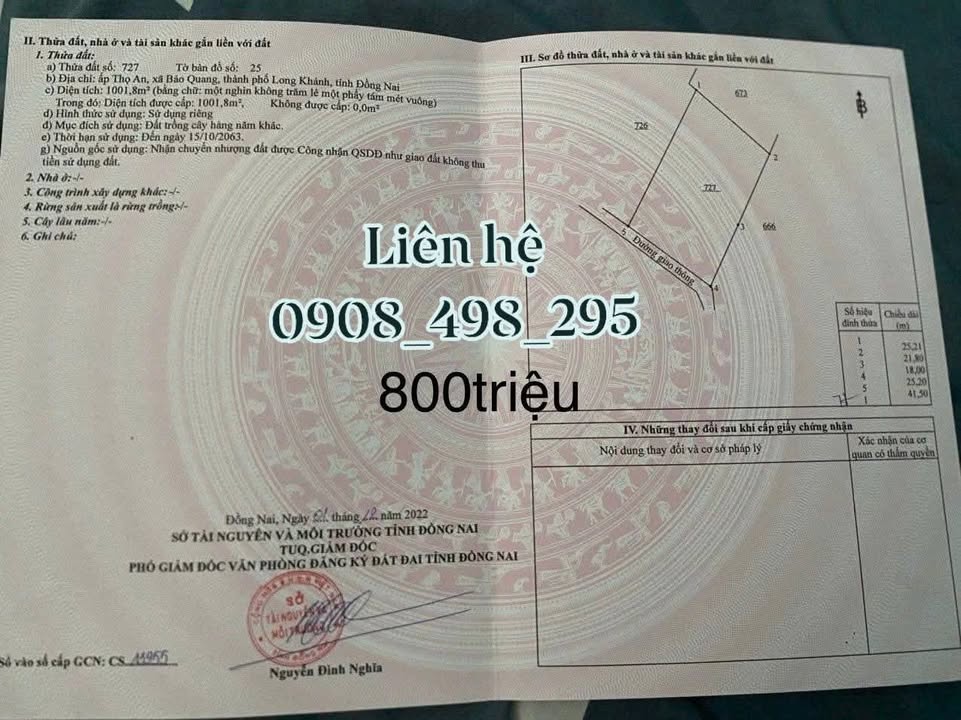 II. Thửa đất, nhà ở và tài sản khác gắn liền với đất
1. Thửa đất:
a) Thửa đất số: 727 Tờ bản đồ số: 25
b) Địa chỉ: ấp Thọ An, xã Bảo Quang, thành phố Long Khánh, tỉnh Đồng Nai
c) Diện tích: 1001,8m² (bằng chữ: một nghìn không trăm lẻ một phẩy tám mét vuông)
Trong đó: Diện tích được cấp: 1001,8m², Không được cấp: 0,0m²
d) Hình thức sử dụng: Sử dụng riêng
đ) Mục đích sử dụng: Đất trồng cây hàng năm khác.
e) Thời hạn sử dụng: Đến ngày 15/10/2063.
g) Nguồn gốc sử dụng: Nhận chuyển nhượng đất được Công nhận QSDĐ như giao đất không thu
tiền sử dụng đất.
2. Nhà ở:-/-
3. Công trình xây dựng khác:-/-
4. Rừng sản xuất là rừng trồng:-/-
5. Cây lâu năm:-/-
6. Ghi chú:
Liên hệ
0908_498_295
800triệu
Đồng Nai, Ngày tháng 12 năm 2022
SỞ TÀI NGUYÊN VÀ MÔI TRƯỜNG TỈNH ĐỒNG NAI
TUQ.GIÁM ĐỐC
PHÓ GIÁM ĐỐC VĂN PHÒNG ĐĂNG KÝ ĐẤT ĐAI TỈNH ĐỒNG NAI
SỞ
TÀI NGUYÊN
MÔI TRƯỜNG
Nguyễn Đình Nghĩa
Số vào sổ cấp GCN: CS 11955
III. Sơ đồ thửa đất, nhà ở và tài sản khác gắn liền với đất
B
1
673
726
2
727
3
666
5
Đường giao thông
4
Số hiệu đỉnh thửa Chiều dài (m)
1
25,21
2
21,80
3
18,00
4
25,20
5
41,50
1
IV. Những thay đổi sau khi cấp giấy chứng nhận
Nội dung thay đổi và cơ sở pháp lý
Xác nhận của cơ
quan có thẩm quyền